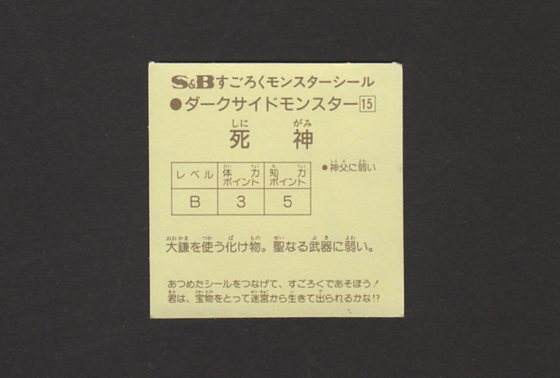 S&Bすごろくモンスターシール
●ダークサイドモンスター15
しに がみ
死 神
レベル 体力ポイント 知力ポイント
B 3 5
●神父に弱い
大鎌を使う化け物。聖なる武器に弱い。
あつめたシールをつなげて、すごろくであそぼう!
君は、宝物をとって迷宮から生きて出られるかな!?